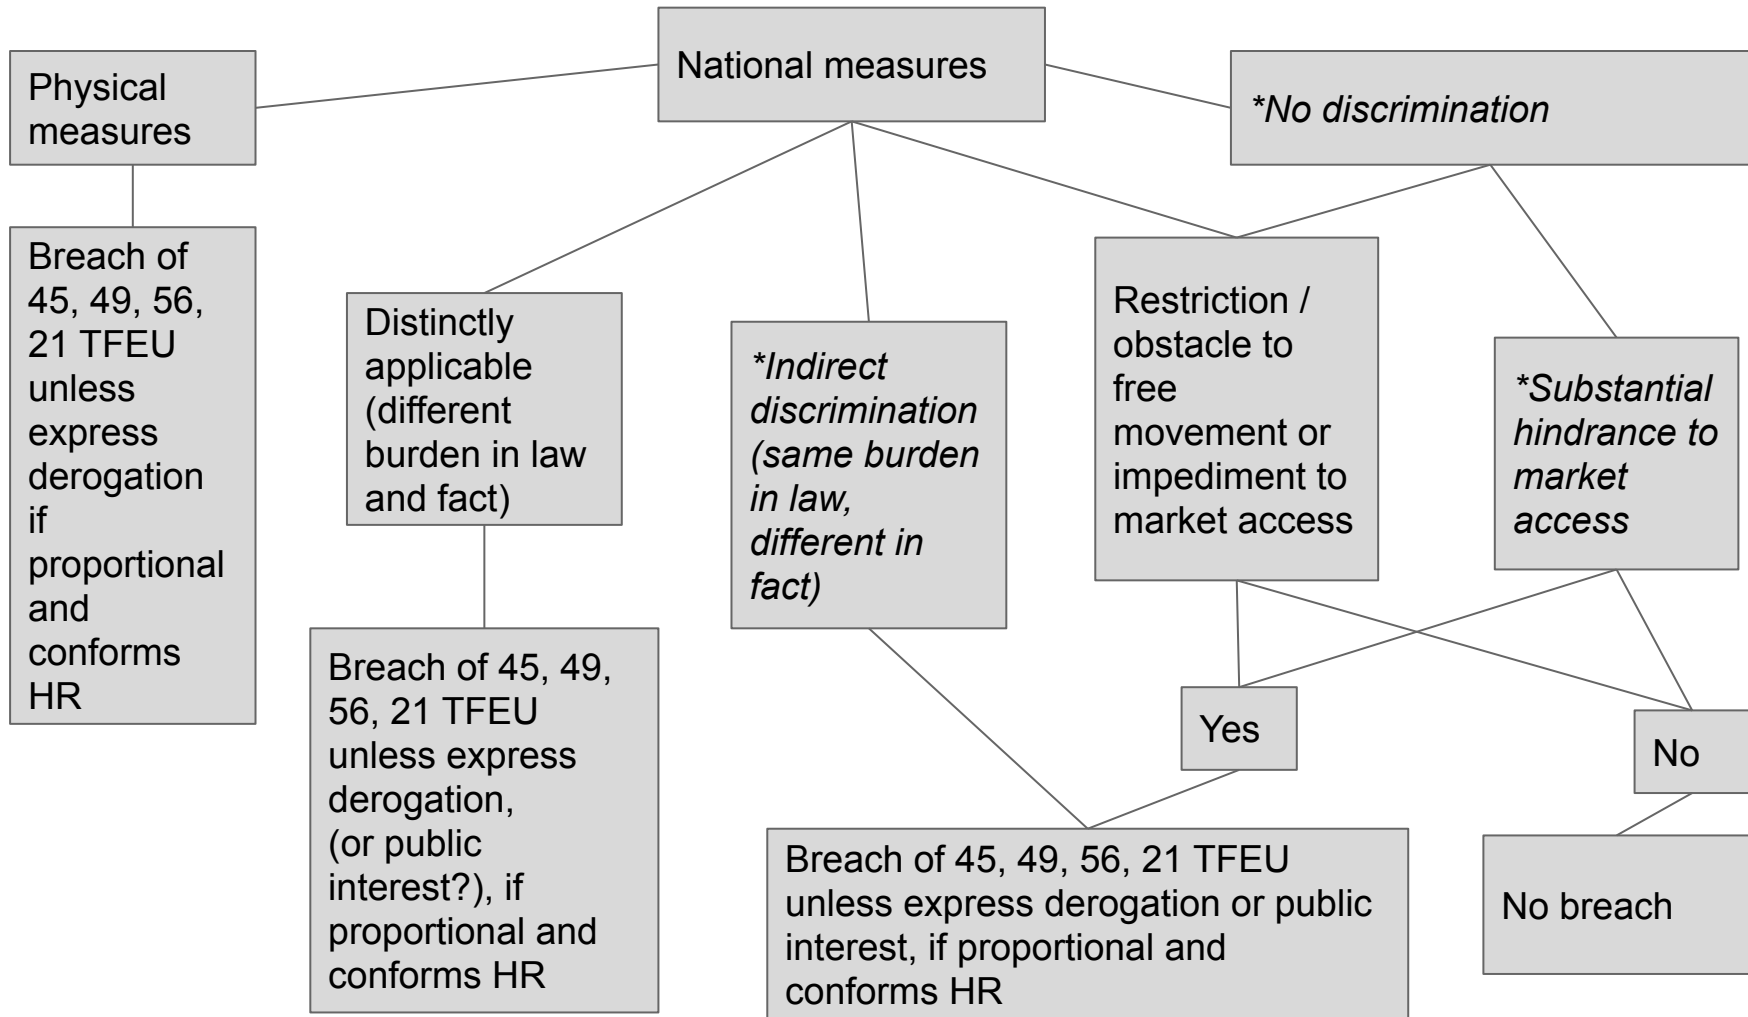 National measures
Physical
measures
*No discrimination
Breach of
45, 49, 56,
21 TFEU
unless
express
derogation
if
proportional
and
conforms
HR
Distinctly
applicable
(different
burden in law
and fact)
*Indirect
discrimination
(same burden
in law,
different in
fact)
Restriction /
obstacle to
free
movement or
impediment to
market access
*Substantial
hindrance to
market
access
Breach of 45, 49,
56, 21 TFEU
unless express
derogation,
(or public
interest?), if
proportional and
conforms HR
Yes
No
Breach of 45, 49, 56, 21 TFEU
unless express derogation or public
interest, if proportional and
conforms HR
No breach